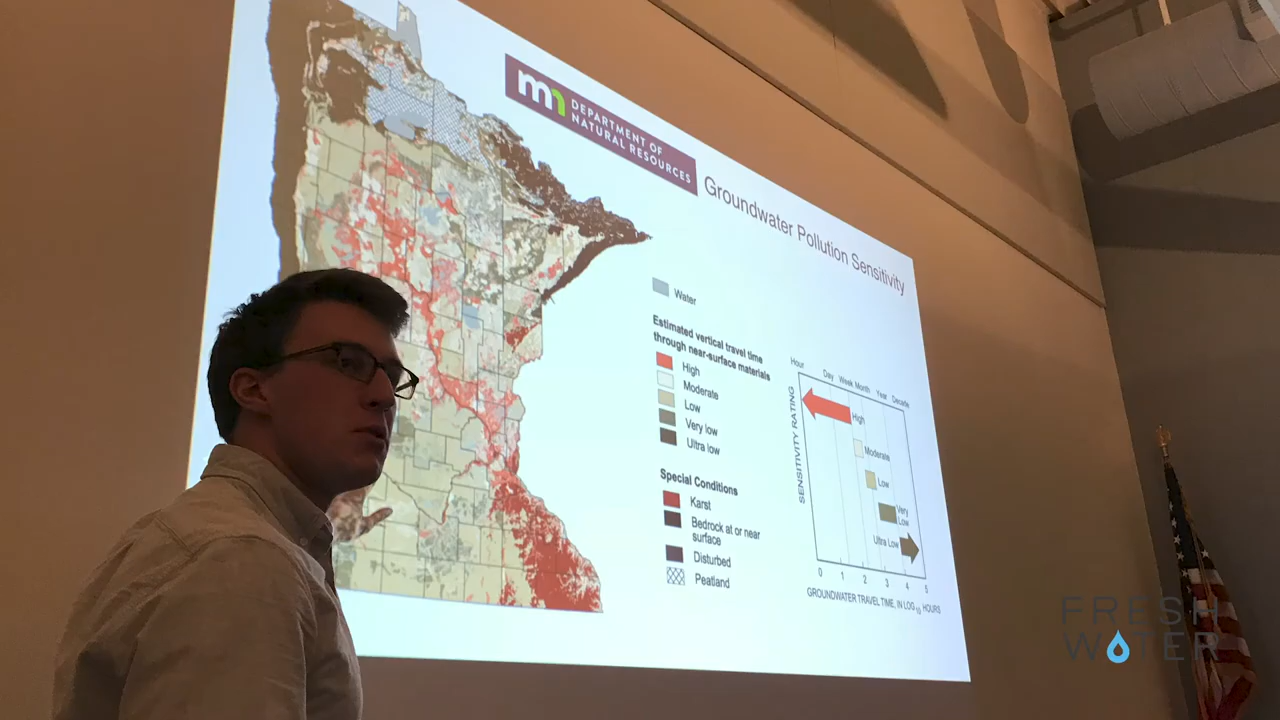 mn DEPARTMENT OF
NATURAL RESOURCES
Groundwater Pollution Sensitivity
Water
Estimated vertical travel time
through near-surface materials
High
Moderate
Low
Very low
Ultra low
Special Conditions
Karst
Bedrock at or near
surface
Disturbed
Peatland
Hour Day Week Month Year Decade
SENSITIVITY RATING
High
Moderate
Low
Very
Low
Ultra Low
0 1 2 3 4 5
GROUNDWATER TRAVEL TIME, IN LOG10 HOURS
FRESH
WATER